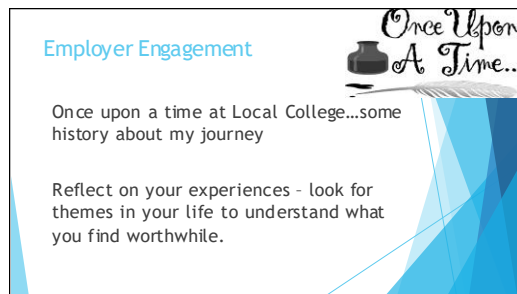 Once Upon
A Time..
Employer Engagement
Once upon a time at Local College…some
history about my journey
Reflect on your experiences – look for
themes in your life to understand what
you find worthwhile.